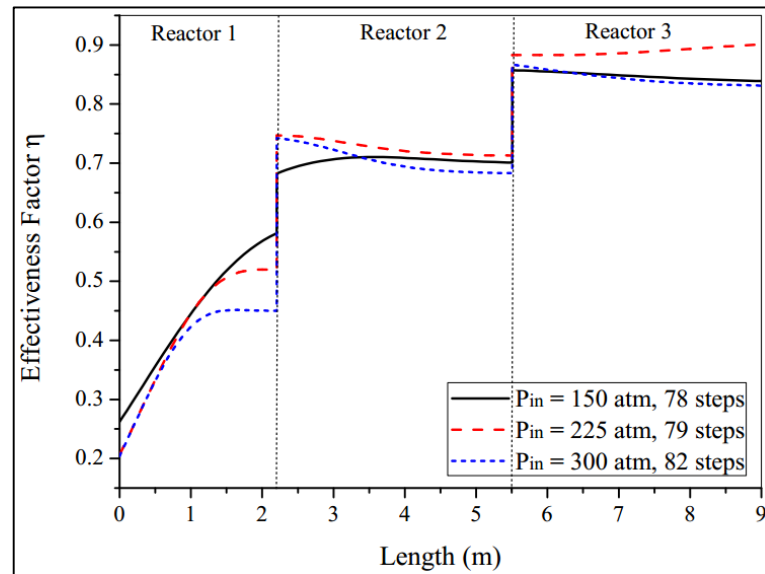 Reactor 1
Reactor 2
Reactor 3
0.9
0.8
0.7
0.6
0.5
0.4
0.3
0.2
Effectiveness Factor η
Pin = 150 atm, 78 steps
Pin = 225 atm, 79 steps
Pin = 300 atm, 82 steps
0 1 2 3 4 5 6 7 8 9
Length (m)